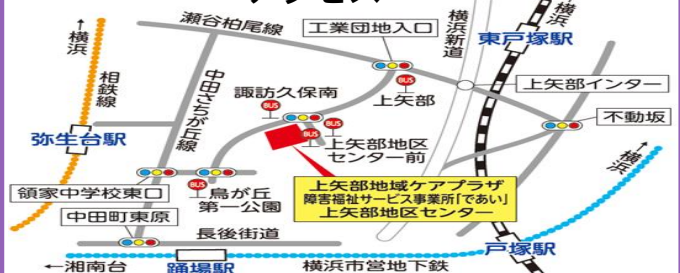 アクセス
瀬谷柏尾線
工業団地入口
横浜新道
↑横浜
東戸塚駅
↑横浜
相鉄線
中田さちが丘線
諏訪久保南
BUS
BUS
上矢部
上矢部インター
不動坂
BUS
BUS
上矢部地区
センター前
弥生台駅
↑横浜
領家中学校東口
BUS
鳥が丘
第一公園
上矢部地域ケアプラザ
障害福祉サービス事業所「であい」
上矢部地区センター
中田町東原
長後街道
戸塚駅
←湘南台
踊場駅
横浜市営地下鉄